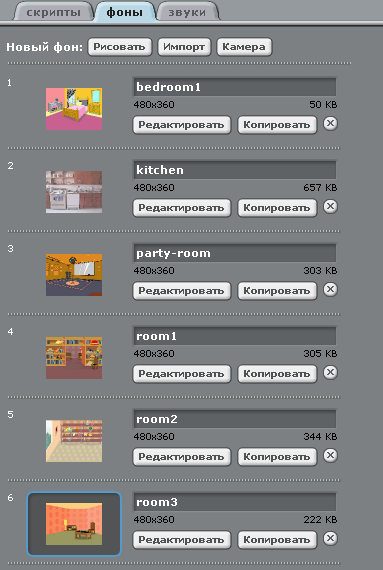 скрипты фоны звуки
Новый фон: Рисовать Импорт Камера
1 bedroom1
480x360 50 KB
Редактировать Копировать
2 kitchen
480x360 657 KB
Редактировать Копировать
3 party-room
480x360 303 KB
Редактировать Копировать
4 room1
480x360 305 KB
Редактировать Копировать
5 room2
480x360 344 KB
Редактировать Копировать
6 room3
480x360 222 KB
Редактировать Копировать